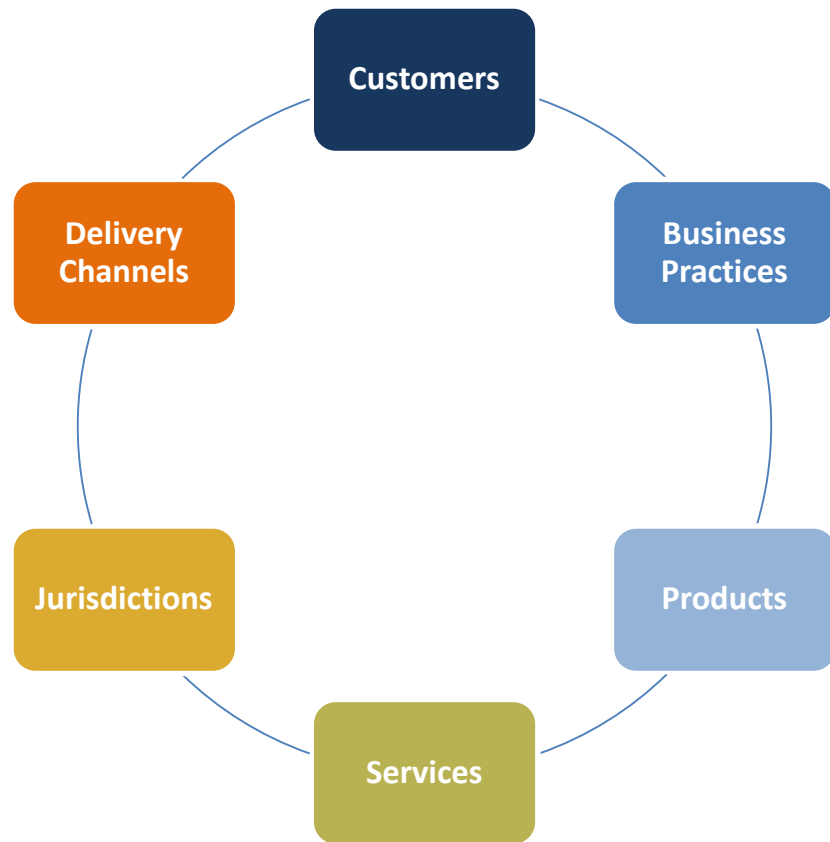 Customers
Business
Practices
Products
Services
Jurisdictions
Delivery
Channels